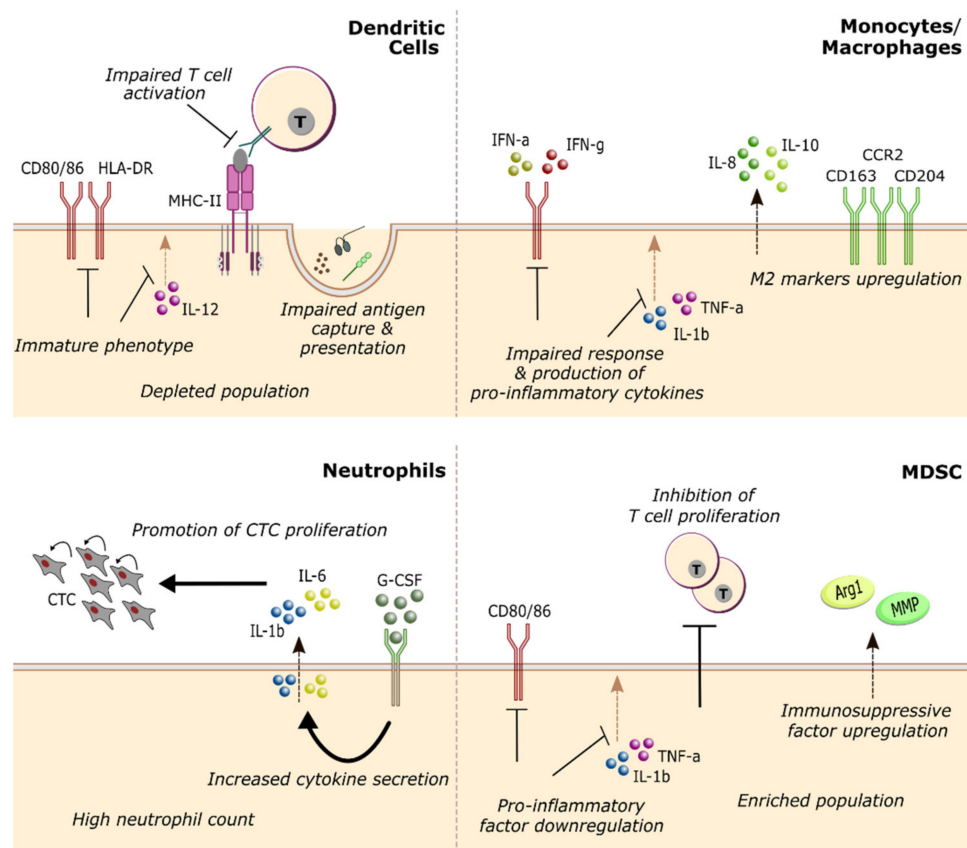 Dendritic
Cells
Impaired T cell
activation
T
CD80/86
HLA-DR
MHC-II
IL-12
Impaired antigen
capture &
presentation
Immature phenotype
Depleted population
Monocytes/
Macrophages
IFN-a
IFN-g
IL-8
IL-10
CCR2
CD163
CD204
M2 markers upregulation
TNF-a
IL-1b
Impaired response
& production of
pro-inflammatory cytokines
Neutrophils
Promotion of CTC proliferation
CTC
IL-6
IL-1b
G-CSF
Increased cytokine secretion
High neutrophil count
MDSC
Inhibition of
T cell proliferation
T
T
CD80/86
Arg1
MMP
Immunosuppressive
factor upregulation
TNF-a
IL-1b
Pro-inflammatory
factor downregulation
Enriched population